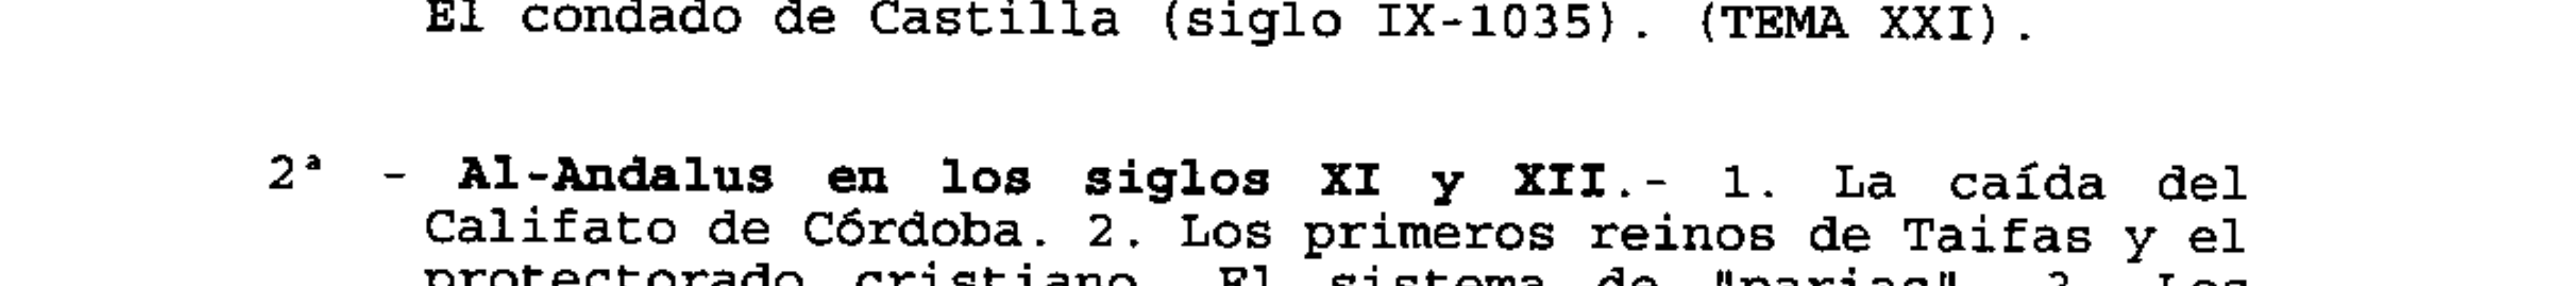 El condado de Castilla (siglo IX-1035). (TEMA XXI).
2ª - Al-Andalus en los siglos XI y XII.- 1. La caída del
Califato de Córdoba. 2. Los primeros reinos de Taifas y el
protectorado cristiano. El sistema de "parias". 3. Los